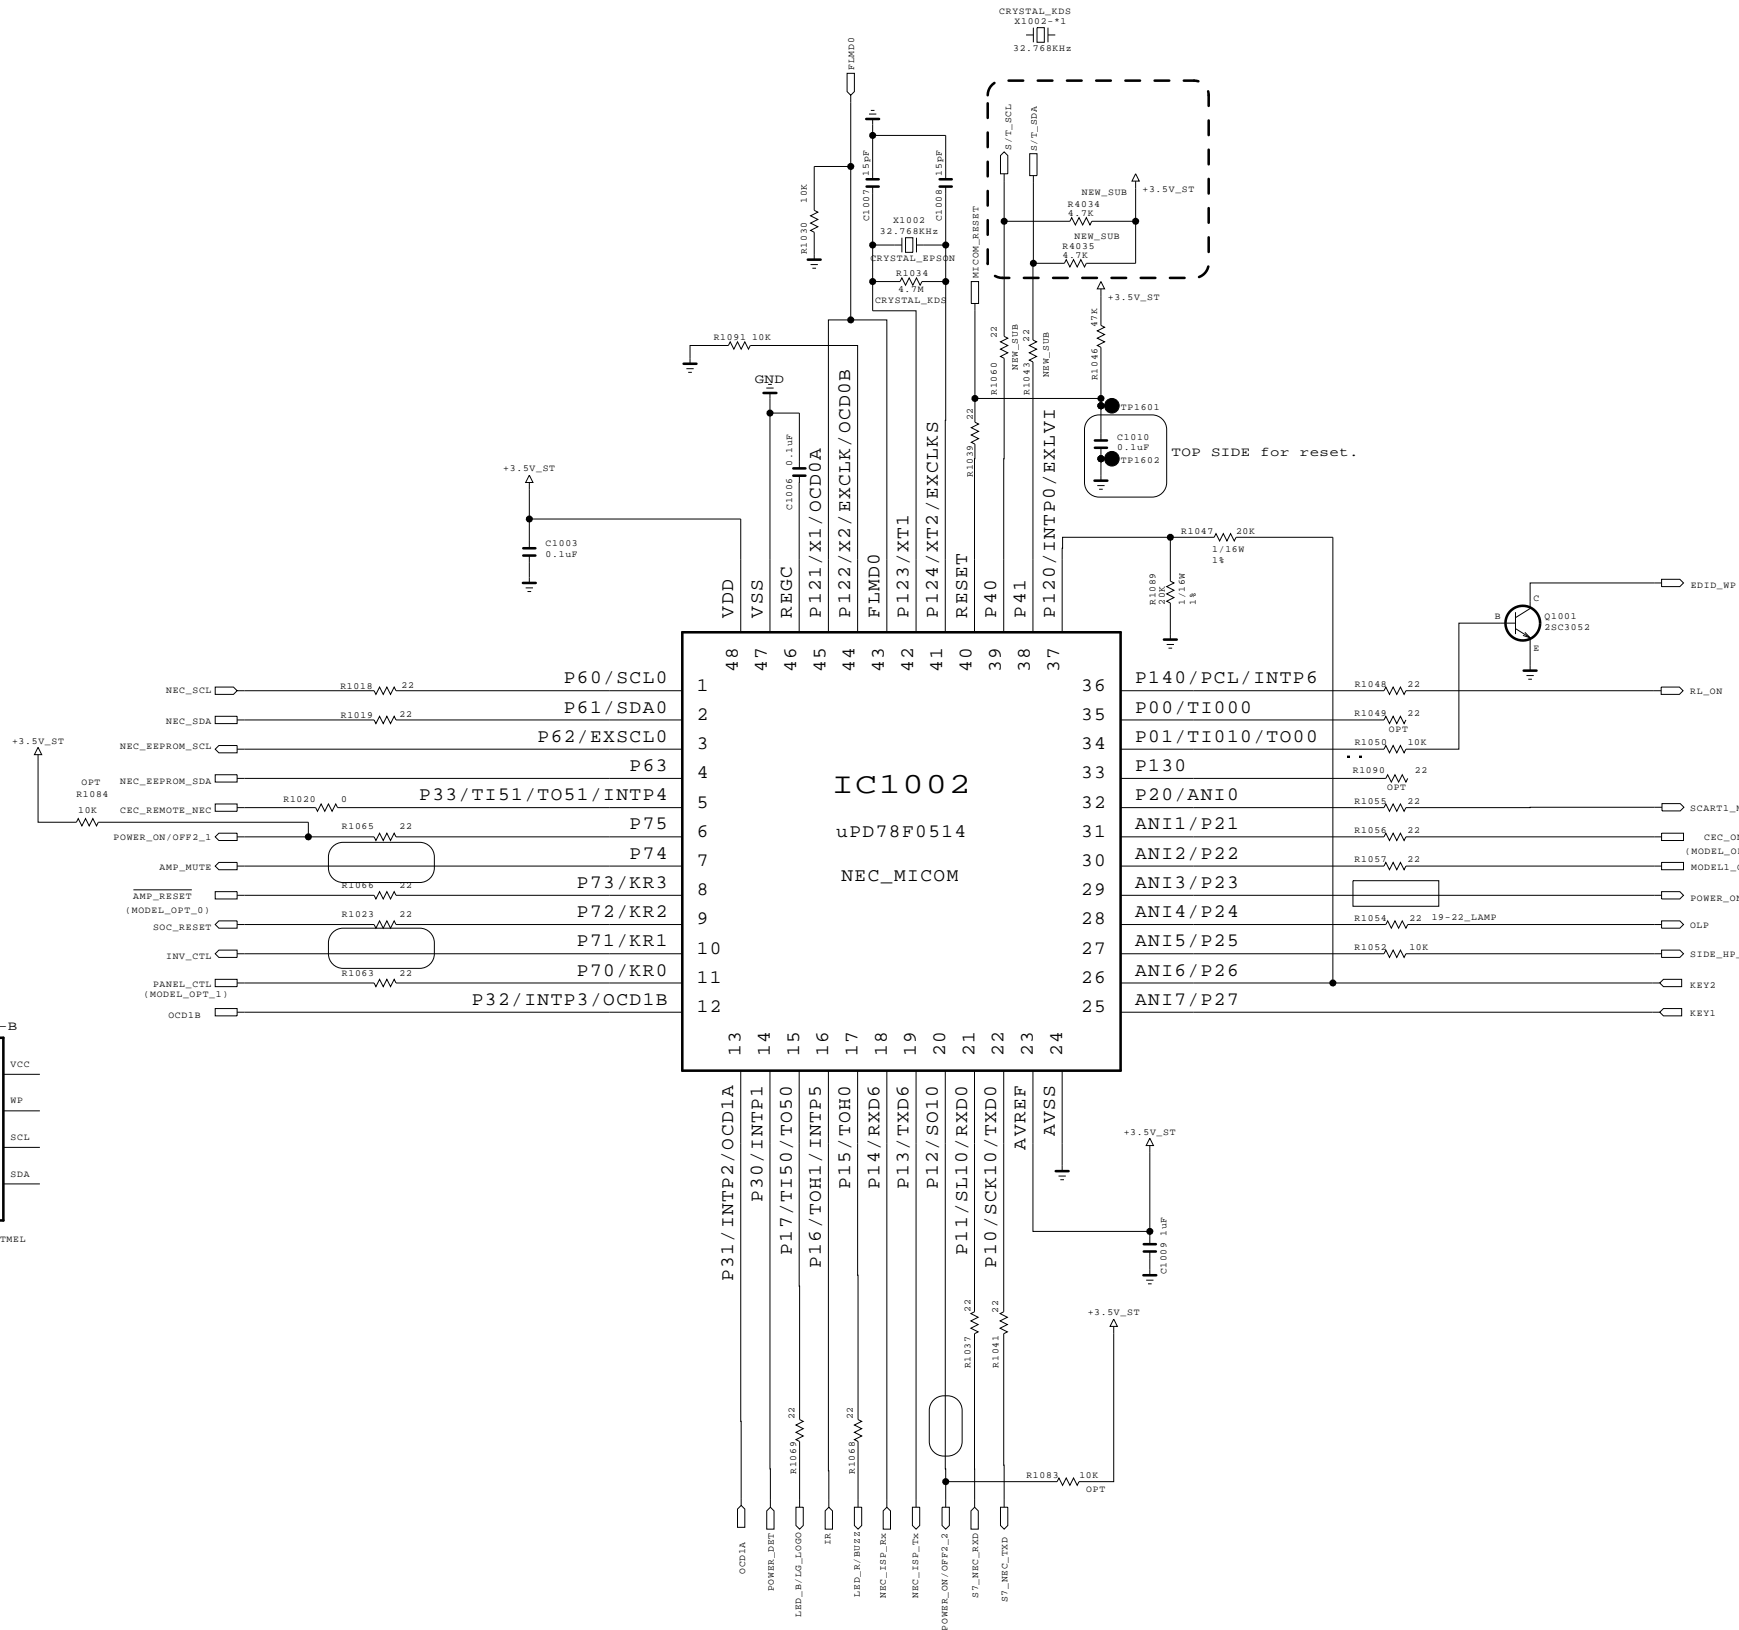 CRYSTAL_KDS
X1002-*1
32.768KHz
FLMD0
S/T_SCL
S/T_SDA
MICOM_RESET
NEW_SUB
+3.5V_ST
R4034
4.7K
NEW_SUB
R4035
4.7K
+3.5V_ST
C1007
15pF
C1008
15pF
R1030
10K
X1002
32.768KHz
CRYSTAL_EPSON
R1034
4.7M
CRYSTAL_KDS
R1091 10K
GND
C1006
0.1uF
R1060
22
NEW_SUB
R1043
22
NEW_SUB
R1046
47K
R1039
22
TP1601
C1010
0.1uF
TP1602
TOP SIDE for reset.
+3.5V_ST
C1003
0.1uF
R1047
20K
1/16W
1%
R1089
20K
1/16W
1%
EDID_WP
C
B
E
Q1001
2SC3052
VDD
VSS
REGC
P121/X1/OCD0A
P122/X2/EXCLK/OCD0B
FLMD0
P123/XT1
P124/XT2/EXCLKS
RESET
P40
P41
P120/INTP0/EXLVI
48
47
46
45
44
43
42
41
40
39
38
37
NEC_SCL
R1018
22
P60/SCL0
1
NEC_SDA
R1019
22
P61/SDA0
2
NEC_EEPROM_SCL
P62/EXSCL0
3
NEC_EEPROM_SDA
P63
4
+3.5V_ST
OPT
R1084
10K
CEC_REMOTE_NEC
R1020
0
P33/TI51/TO51/INTP4
5
POWER_ON/OFF2_1
R1065
22
P75
6
AMP_MUTE
P74
7
AMP_RESET
(MODEL_OPT_0)
R1066
22
P73/KR3
8
SOC_RESET
R1023
22
P72/KR2
9
INV_CTL
P71/KR1
10
PANEL_CTL
(MODEL_OPT_1)
R1063
22
P70/KR0
11
OCD1B
P32/INTP3/OCD1B
12
IC1002
uPD78F0514
NEC_MICOM
36
P140/PCL/INTP6
R1048
22
RL_ON
35
P00/TI000
R1049
22
OPT
34
P01/TI010/TO00
R1050
10K
33
P130
R1090
22
OPT
32
P20/ANI0
R1055
22
SCART1_
31
ANI1/P21
R1056
22
CEC_O
(MODEL_O
30
ANI2/P22
R1057
22
MODEL1_
29
ANI3/P23
POWER_O
28
ANI4/P24
R1054
22
19-22_LAMP
OLP
27
ANI5/P25
R1052
10K
SIDE_HP_
26
ANI6/P26
KEY2
25
ANI7/P27
KEY1
13
14
15
16
17
18
19
20
21
22
23
24
P31/INTP2/OCD1A
P30/INTP1
P17/TI50/TO50
P16/TOH1/INTP5
P15/TOH0
P14/RXD6
P13/TXD6
P12/SO10
P11/SL10/RXD0
P10/SCK10/TXD0
AVREF
AVSS
+3.5V_ST
C1009
1uF
+3.5V_ST
R1037
22
R1041
22
R1069
22
R1068
22
R1083
10K
OPT
OCD1A
POWER_DET
LED_B/LG_LOGO
IR
LED_R/BUZZ
NEC_ISP_Rx
NEC_ISP_Tx
POWER_ON/OFF2_2
S7_NEC_RXD
S7_NEC_TXD
-B
VCC
WP
SCL
SDA
TMEL